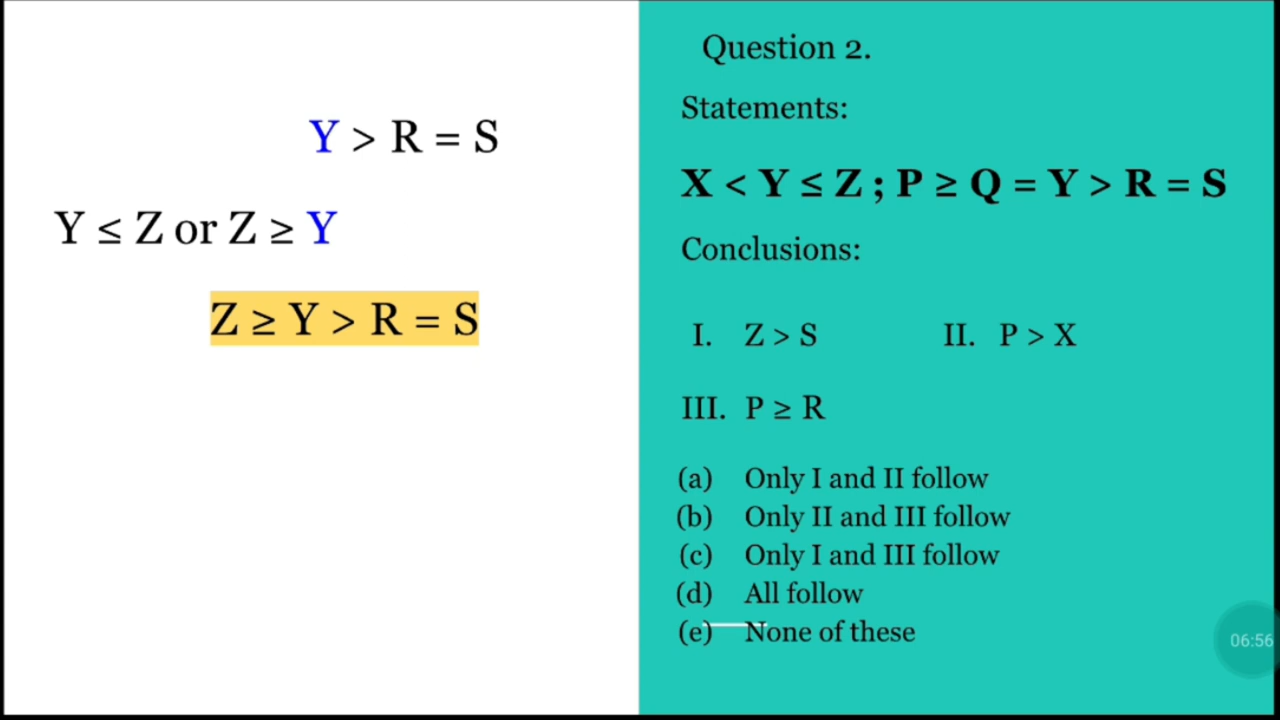 Y > R = S
Y ≤ Z or Z ≥ Y
Z ≥ Y > R = S
Question 2.
Statements:
X < Y ≤ Z ; P ≥ Q = Y > R = S
Conclusions:
I. Z > S II. P > X
III. P ≥ R
(a) Only I and II follow
(b) Only II and III follow
(c) Only I and III follow
(d) All follow
(e) None of these
06:56